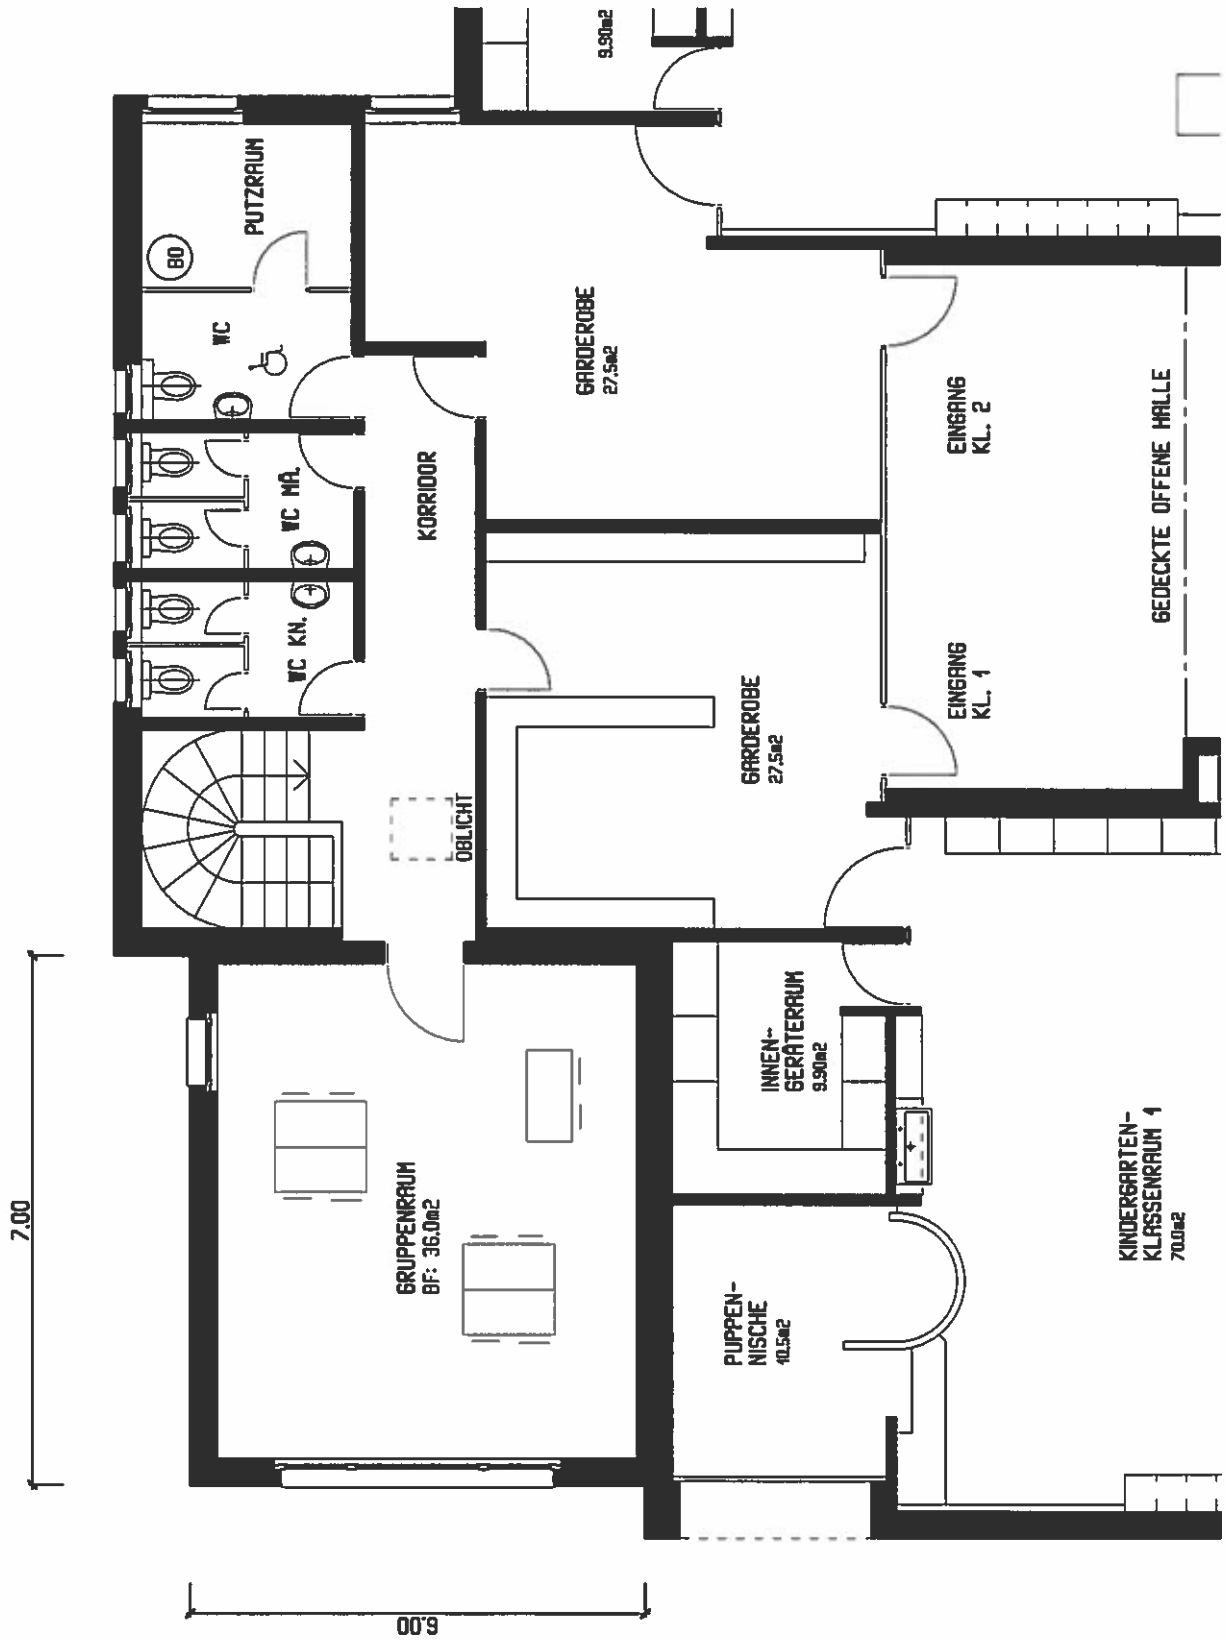 7.00
6.00
PUTZRAUM
BO
WC
WC MÄ.
WC KN.
KORRIDOR
OBLICHT
GARDEROBE
27.5m2
GARDEROBE
27.5m2
9.90m2
EINGANG
KL. 2
EINGANG
KL. 1
GEDECKTE OFFENE HALLE
GRUPPENRAUM
BF: 36.0m2
INNEN-
GERÄTERAUM
9.90m2
PUPPEN-
NISCHE
10.5m2
KINDERGARTEN-
KLASSENRAUM 1
70.0m2